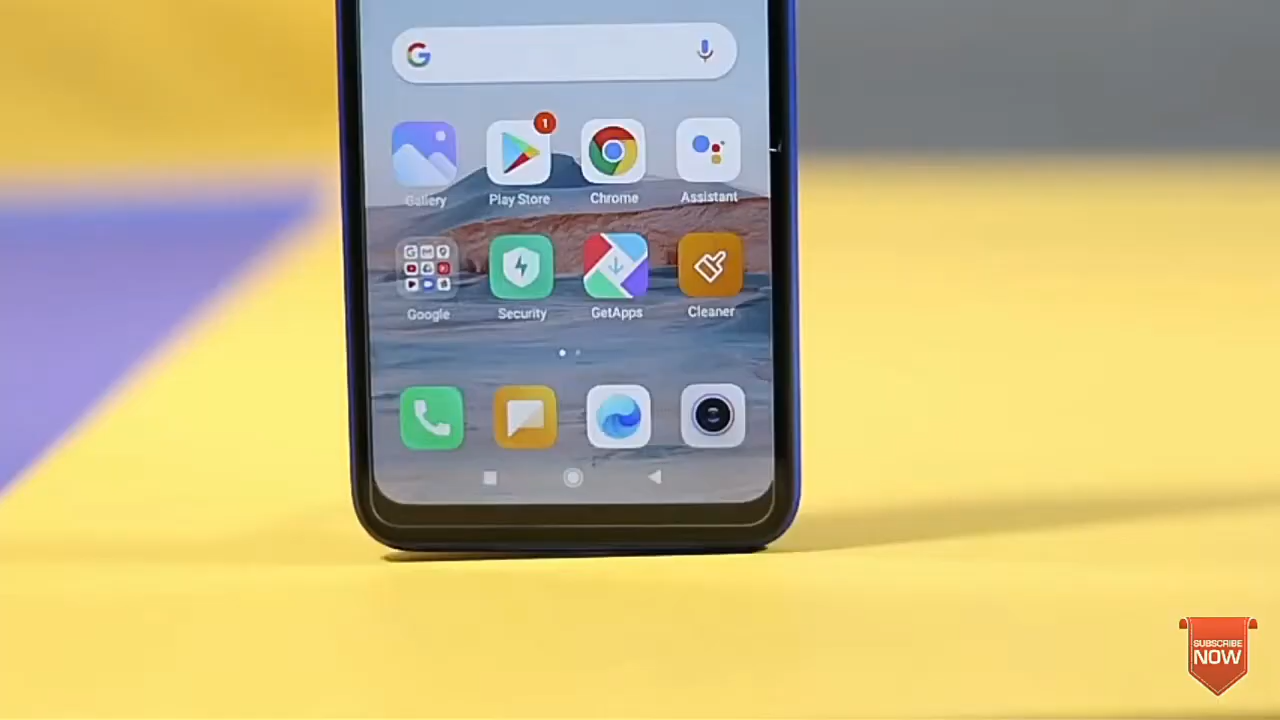 G
1
Gallery
Play Store
Chrome
Assistant
Google
Security
GetApps
Cleaner
SUBSCRIBE
NOW